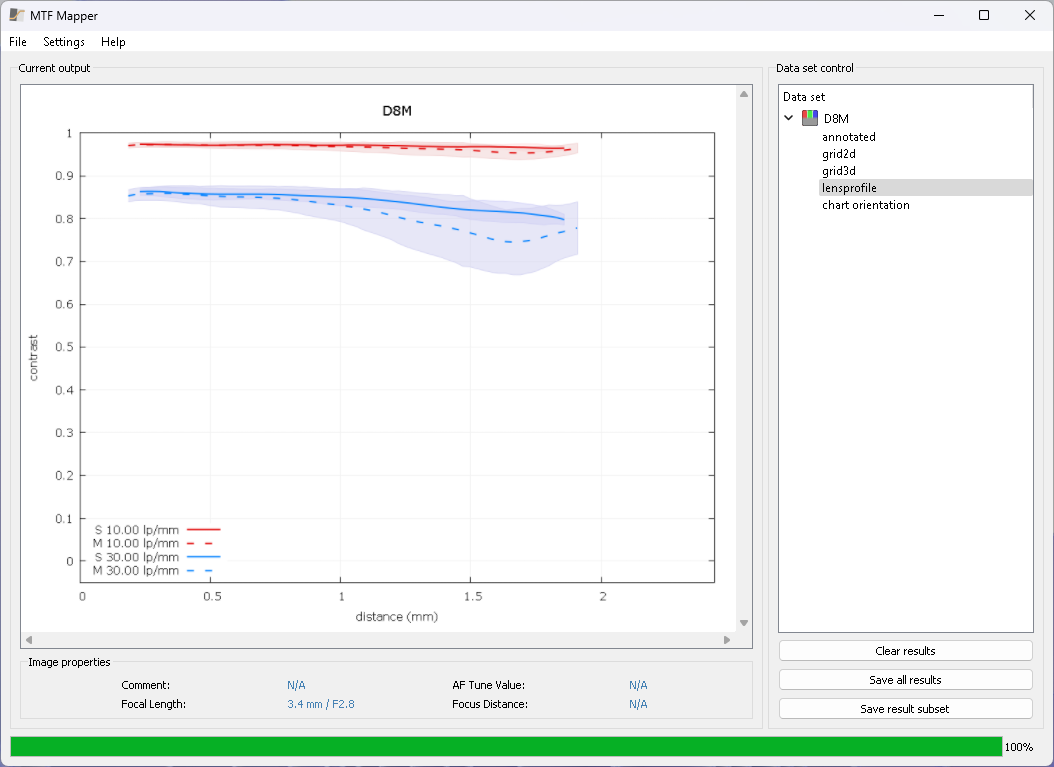 MTF Mapper
File Settings Help
Current output
D8M
1
0.9
0.8
0.7
0.6
0.5
0.4
0.3
0.2
0.1
0
contrast
S 10.00 lp/mm
M 10.00 lp/mm
S 30.00 lp/mm
M 30.00 lp/mm
0 0.5 1 1.5 2
distance (mm)
Image properties
Comment: N/A AF Tune Value: N/A
Focal Length: 3.4 mm / F2.8 Focus Distance: N/A
Data set control
Data set
D8M
annotated
grid2d
grid3d
lensprofile
chart orientation
Clear results
Save all results
Save result subset
100%